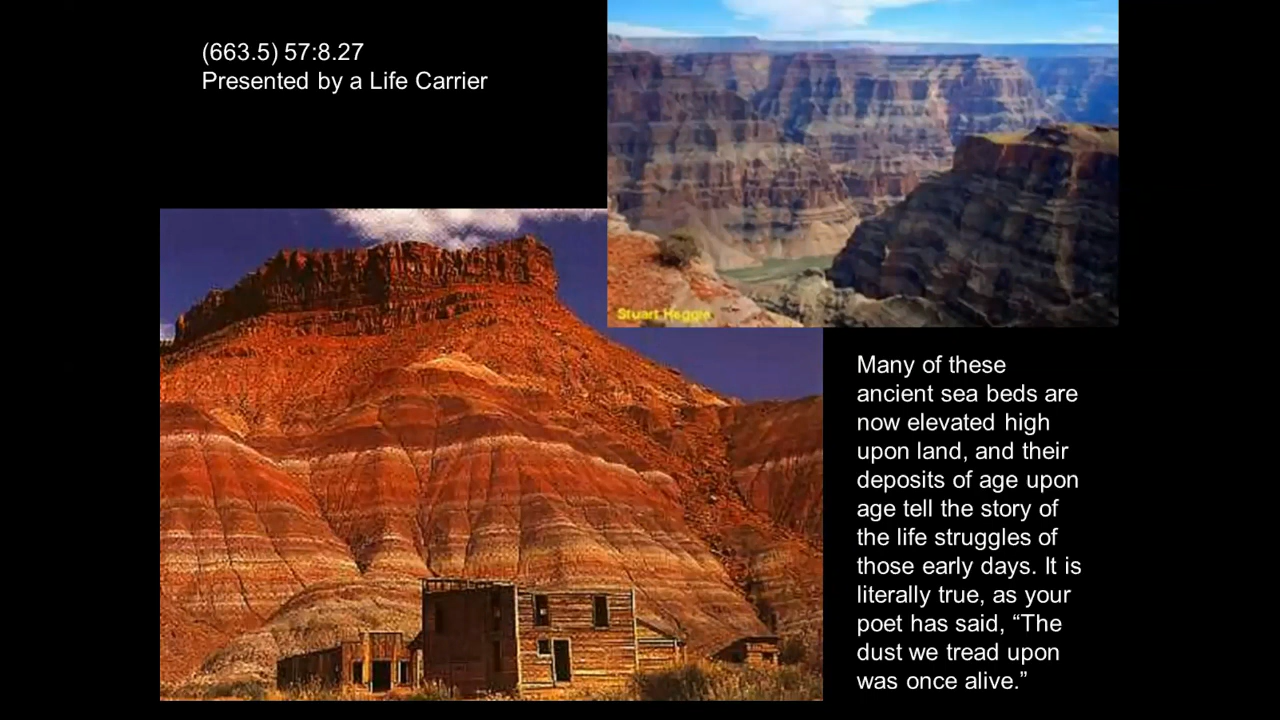 (663.5) 57:8.27
Presented by a Life Carrier
Stuart Heggie
Many of these
ancient sea beds are
now elevated high
upon land, and their
deposits of age upon
age tell the story of
the life struggles of
those early days. It is
literally true, as your
poet has said, “The
dust we tread upon
was once alive.”